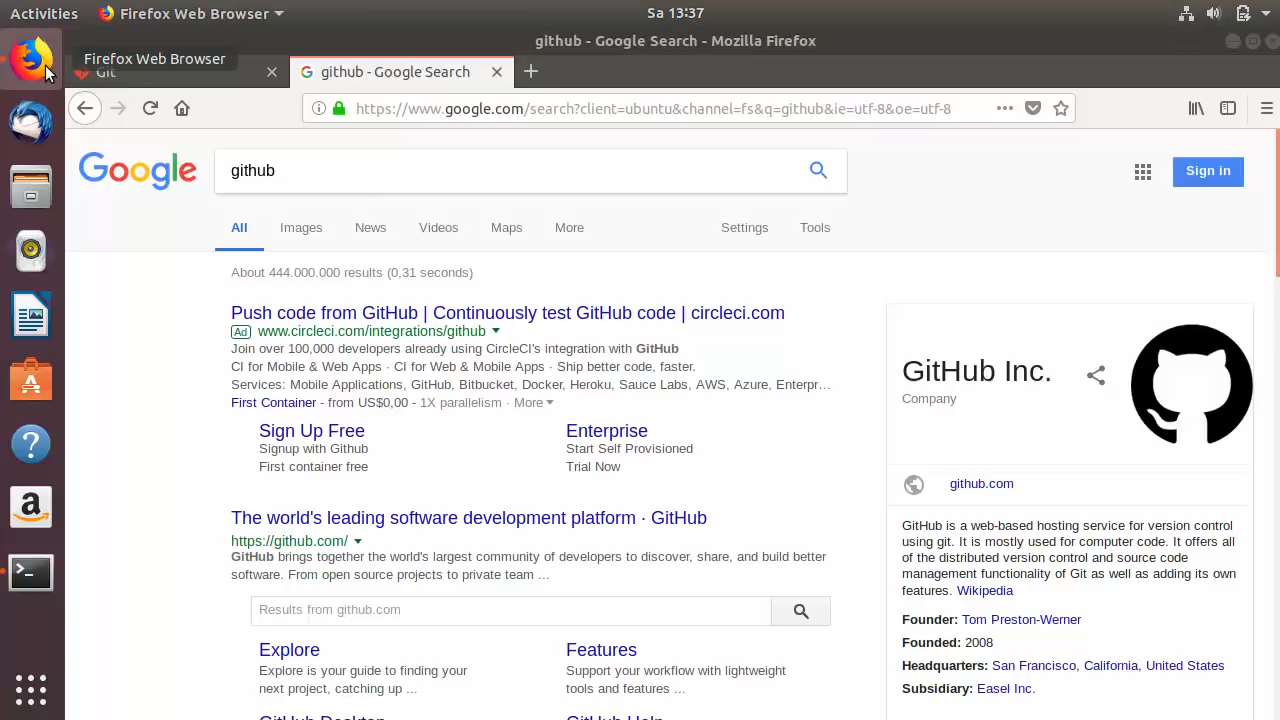 Activities
Firefox Web Browser
Sa 13:37
github - Google Search - Mozilla Firefox
Firefox Web Browser
Git
github - Google Search
https://www.google.com/search?client=ubuntu&channel=fs&q=github&ie=utf-8&oe=utf-8
Google
github
Sign in
All
Images
News
Videos
Maps
More
Settings
Tools
About 444.000.000 results (0,31 seconds)
Push code from GitHub | Continuously test GitHub code | circleci.com
Ad www.circleci.com/integrations/github
Join over 100,000 developers already using CircleCI's integration with GitHub
CI for Mobile & Web Apps · CI for Web & Mobile Apps · Ship better code, faster.
Services: Mobile Applications, GitHub, Bitbucket, Docker, Heroku, Sauce Labs, AWS, Azure, Enterpr…
First Container - from US$0,00 - 1X parallelism - More
Sign Up Free
Signup with Github
First container free
Enterprise
Start Self Provisioned
Trial Now
The world's leading software development platform · GitHub
https://github.com/
GitHub brings together the world's largest community of developers to discover, share, and build better
software. From open source projects to private team ...
Results from github.com
Explore
Explore is your guide to finding your
next project, catching up ...
Features
Support your workflow with lightweight
tools and features ...
GitHub Desktop
GitHub Help
GitHub Inc.
Company
github.com
GitHub is a web-based hosting service for version control
using git. It is mostly used for computer code. It offers all
of the distributed version control and source code
management functionality of Git as well as adding its own
features. Wikipedia
Founder: Tom Preston-Werner
Founded: 2008
Headquarters: San Francisco, California, United States
Subsidiary: Easel Inc.